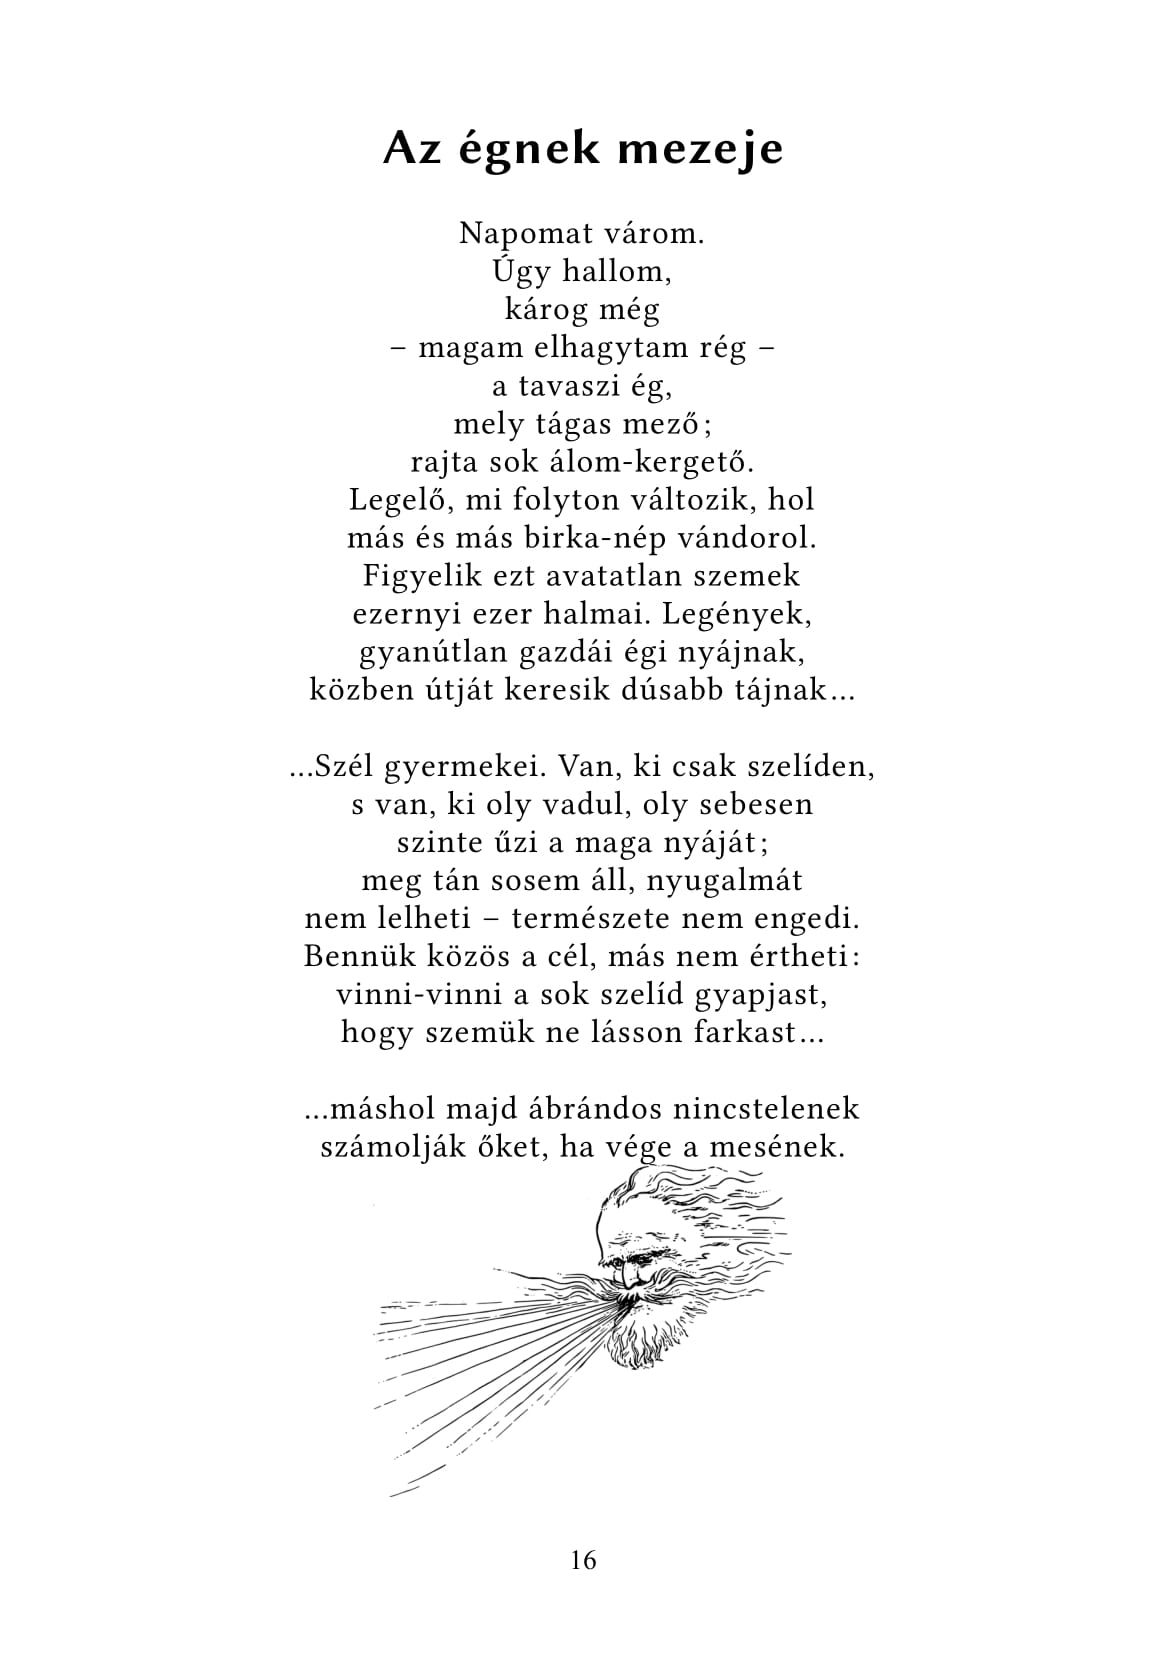 Az égnek mezeje
Napomat várom.
Úgy hallom,
károg még
– magam elhagytam rég –
a tavaszi ég,
mely tágas mező;
rajta sok álom-kergető.
Legelő, mi folyton változik, hol
más és más birka-nép vándorol.
Figyelik ezt avatatlan szemek
ezernyi ezer halmai. Legények,
gyanútlan gazdái égi nyájnak,
közben útját keresik dúsabb tájnak…
…Szél gyermekei. Van, ki csak szelíden,
s van, ki oly vadul, oly sebesen
szinte űzi a maga nyáját;
meg tán sosem áll, nyugalmát
nem lelheti – természete nem engedi.
Bennük közös a cél, más nem értheti:
vinni-vinni a sok szelíd gyapjast,
hogy szemük ne lásson farkast…
…máshol majd ábrándos nincstelenek
számolják őket, ha vége a mesének.
16